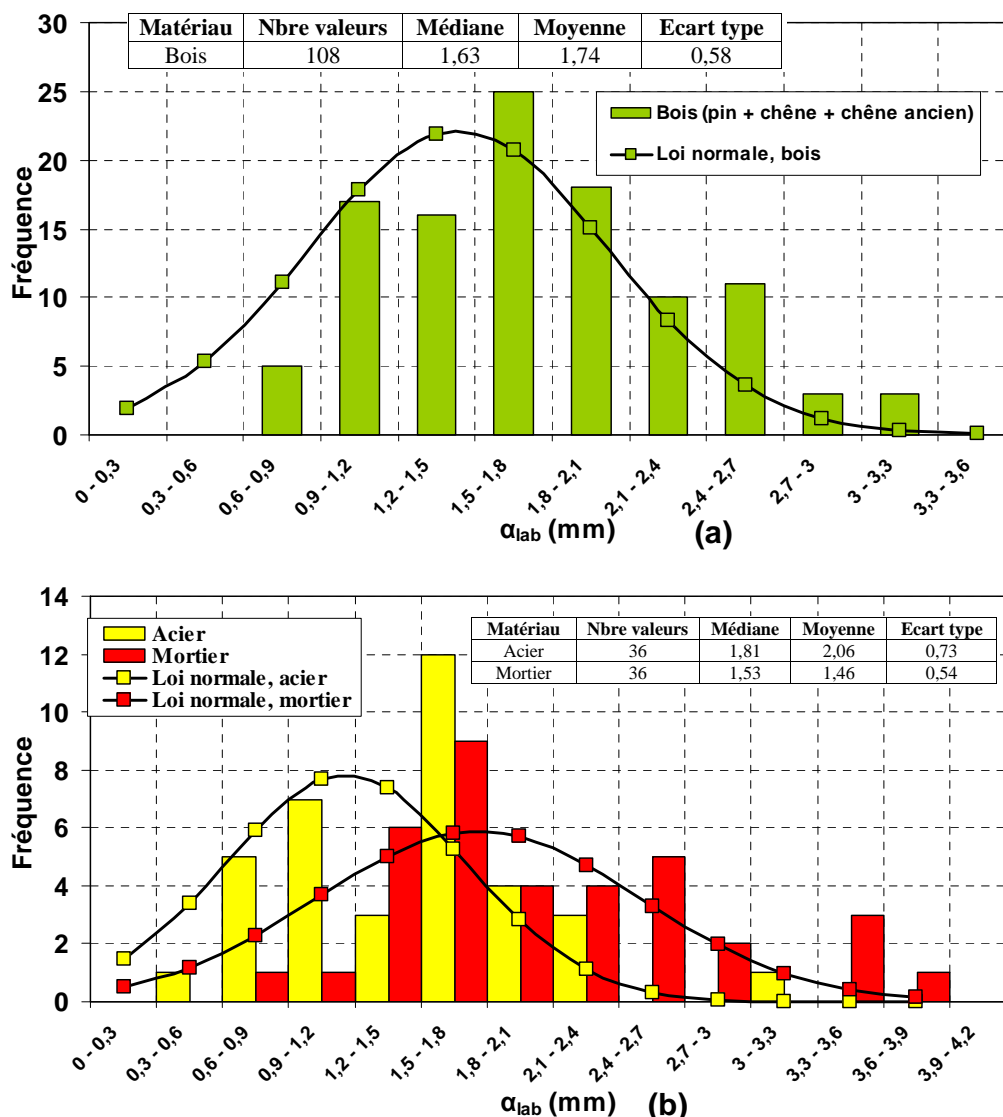 Matériau Nbre valeurs Médiane Moyenne Ecart type
Bois 108 1,63 1,74 0,58
Bois (pin + chêne + chêne ancien)
Loi normale, bois
Fréquence
30
25
20
15
10
5
0
0 - 0,3
0,3 - 0,6
0,6 - 0,9
0,9 - 1,2
1,2 - 1,5
1,5 - 1,8
1,8 - 2,1
2,1 - 2,4
2,4 - 2,7
2,7 - 3
3 - 3,3
3,3 - 3,6
αlab (mm)
(a)
Acier
Mortier
Loi normale, acier
Loi normale, mortier
Matériau Nbre valeurs Médiane Moyenne Ecart type
Acier 36 1,81 2,06 0,73
Mortier 36 1,53 1,46 0,54
Fréquence
14
12
10
8
6
4
2
0
0 - 0,3
0,3 - 0,6
0,6 - 0,9
0,9 - 1,2
1,2 - 1,5
1,5 - 1,8
1,8 - 2,1
2,1 - 2,4
2,4 - 2,7
2,7 - 3
3 - 3,3
3,3 - 3,6
3,6 - 3,9
3,9 - 4,2
αlab (mm)
(b)